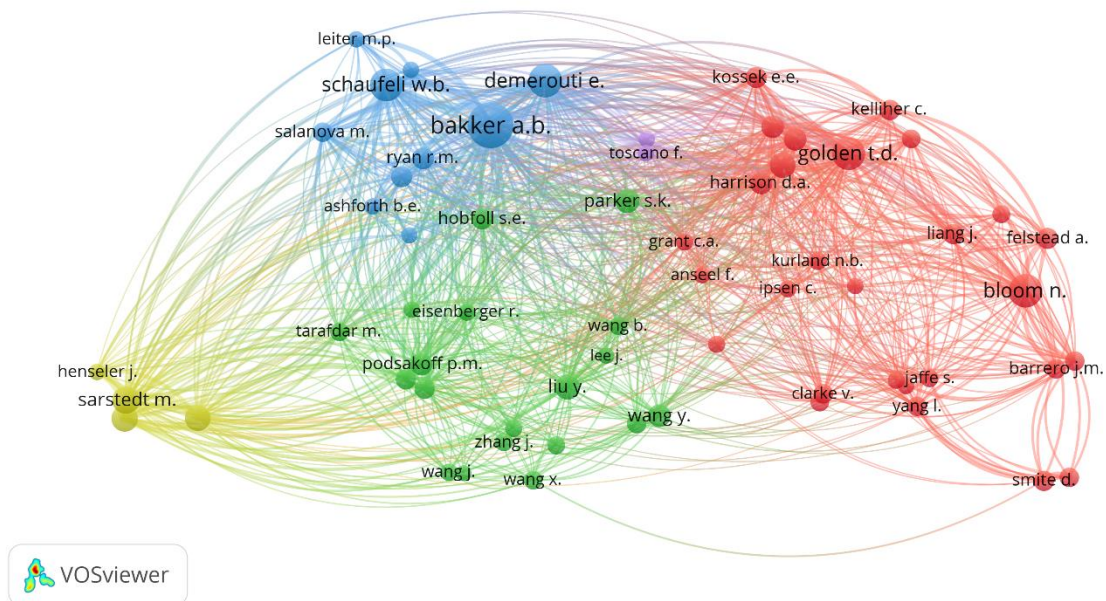 leiter m.p.
schaufeli w.b.
demerouti e.
kossek e.e.
kelliher c.
bakker a.b.
salanova m.
ryan r.m.
toscano f.
golden t.d.
harrison d.a.
ashforth b.e.
hobfoll s.e.
parker s.k.
grant c.a.
liang j.
felstead a.
kurland n.b.
anseel f.
ipsen c.
bloom n.
eisenberger r.
tarafdar m.
wang b.
lee j.
podsakoff p.m.
henseler j.
sarstedt m.
liu y.
jaffe s.
barrero j.m.
clarke v.
yang l.
wang y.
zhang j.
wang j.
wang x.
smite d.
VOSviewer